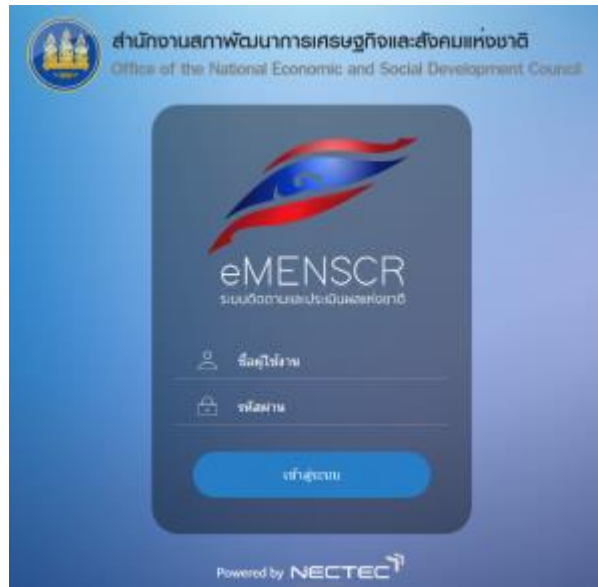 สำนักงานสภาพัฒนาการเศรษฐกิจและสังคมแห่งชาติ
Office of the National Economic and Social Development Council
eMENSCR
ระบบติดตามและประเมินผลแห่งชาติ
ชื่อผู้ใช้งาน
รหัสผ่าน
เข้าสู่ระบบ
Powered by NECTEC